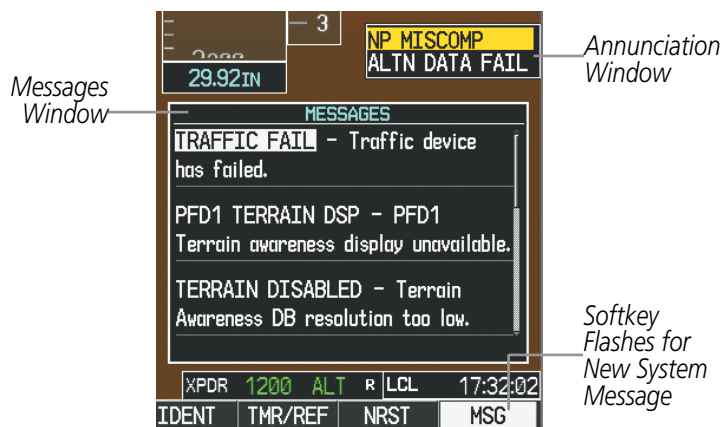 3
NP MISCOMP
ALTN DATA FAIL
Annunciation
Window
29.92IN
Messages
Window
MESSAGES
TRAFFIC FAIL – Traffic device
has failed.
PFD1 TERRAIN DSP – PFD1
Terrain awareness display unavailable.
TERRAIN DISABLED – Terrain
Awareness DB resolution too low.
Softkey
Flashes for
New System
Message
XPDR 1200 ALT R LCL 17:32:02
IDENT TMR/REF NRST MSG